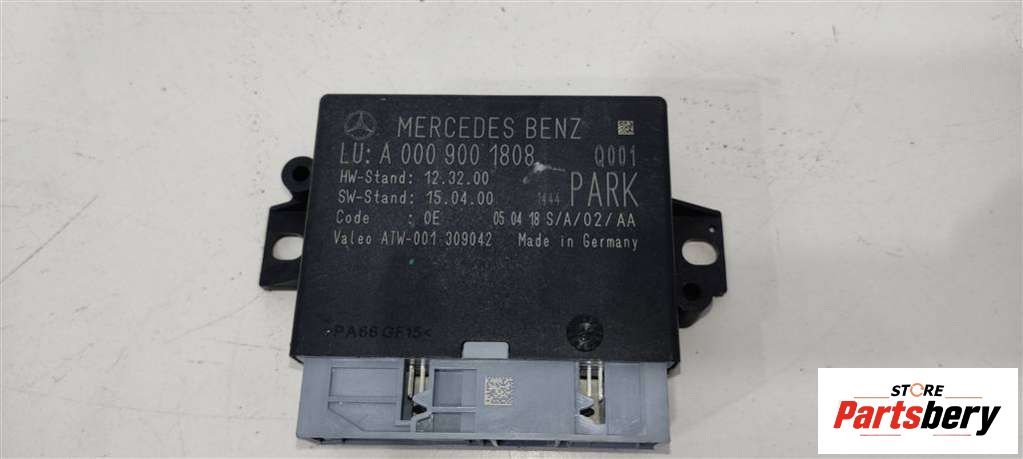 MERCEDES BENZ
LU: A 000 900 1808 Q001
HW-Stand: 12.32.00
SW-Stand: 15.04.00 1444 PARK
Code : 0E 05 04 18 S/A/02/AA
Valeo ATW-001 309042 Made in Germany
>PA66 GF15<
STORE
Partsbery